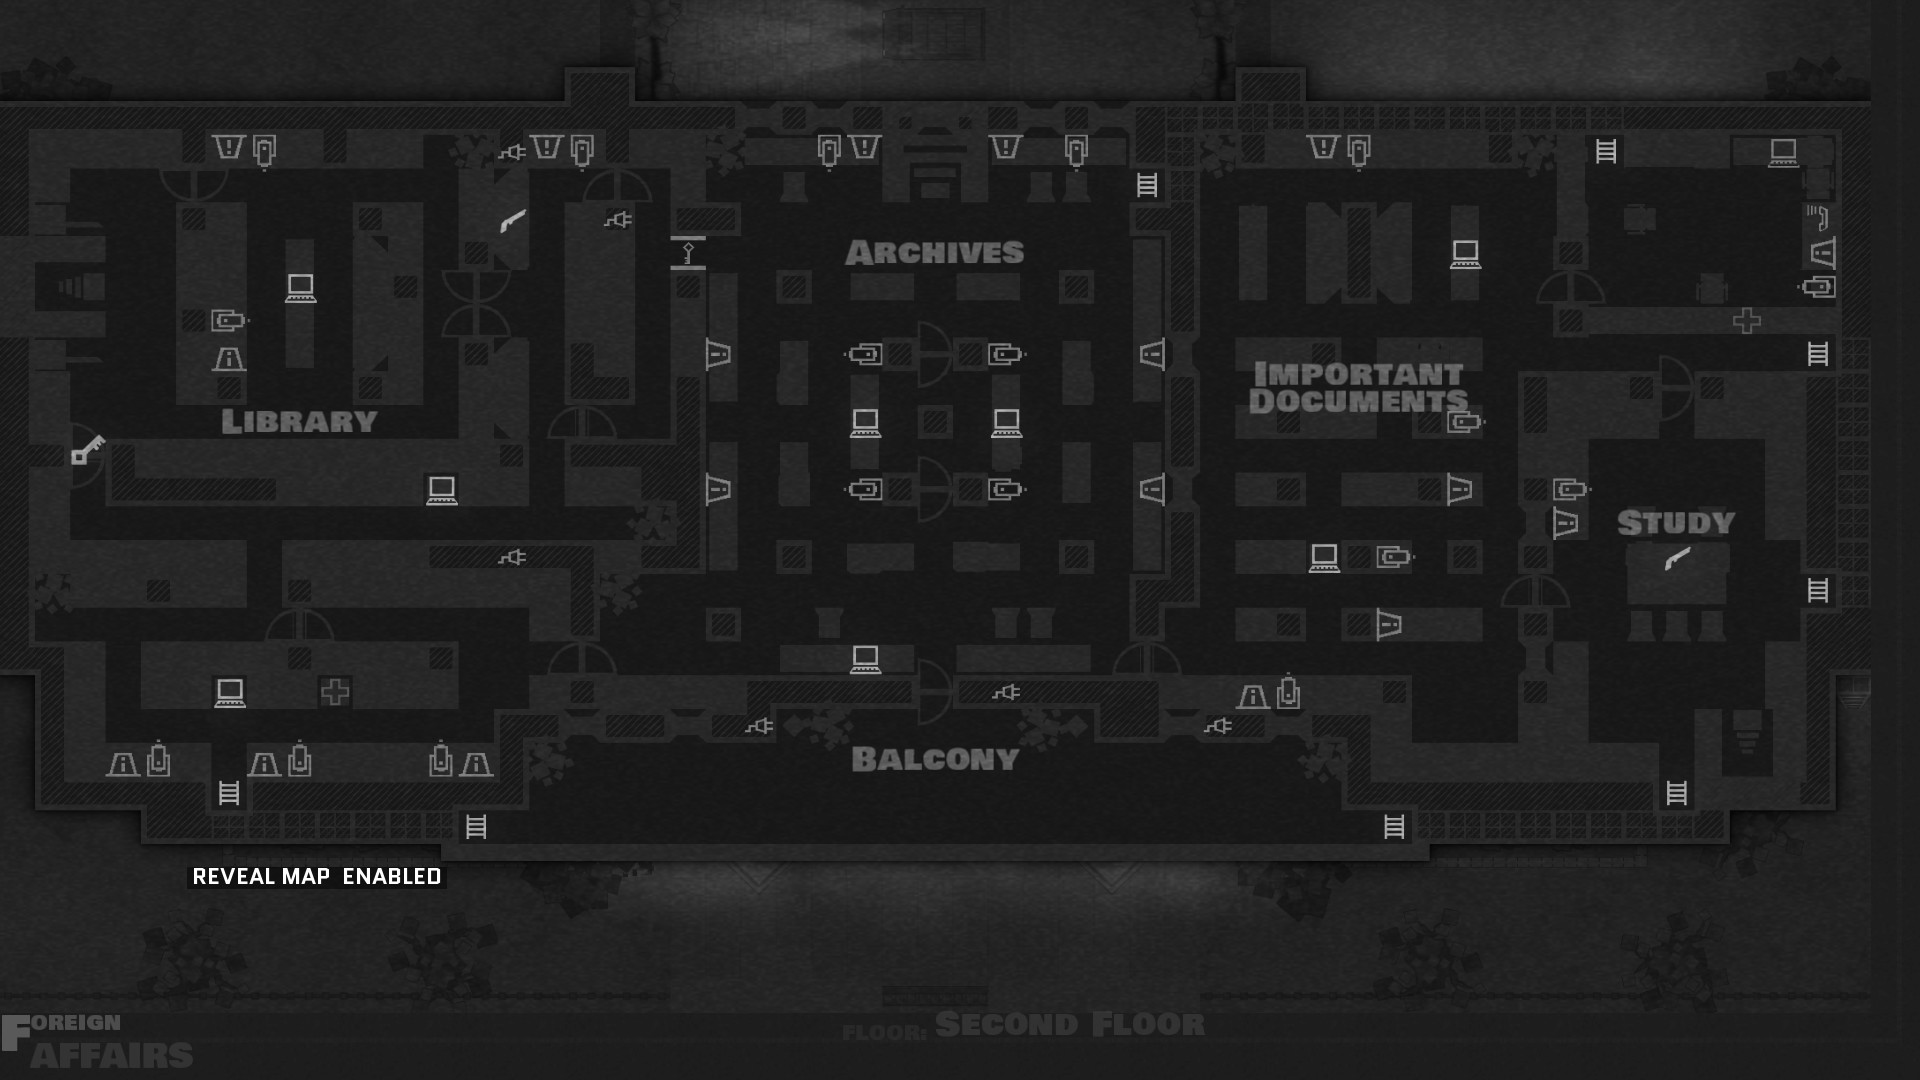 ARCHIVES
IMPORTANT
DOCUMENTS
LIBRARY
STUDY
BALCONY
REVEAL MAP ENABLED
FOREIGN
AFFAIRS
FLOOR: SECOND FLOOR